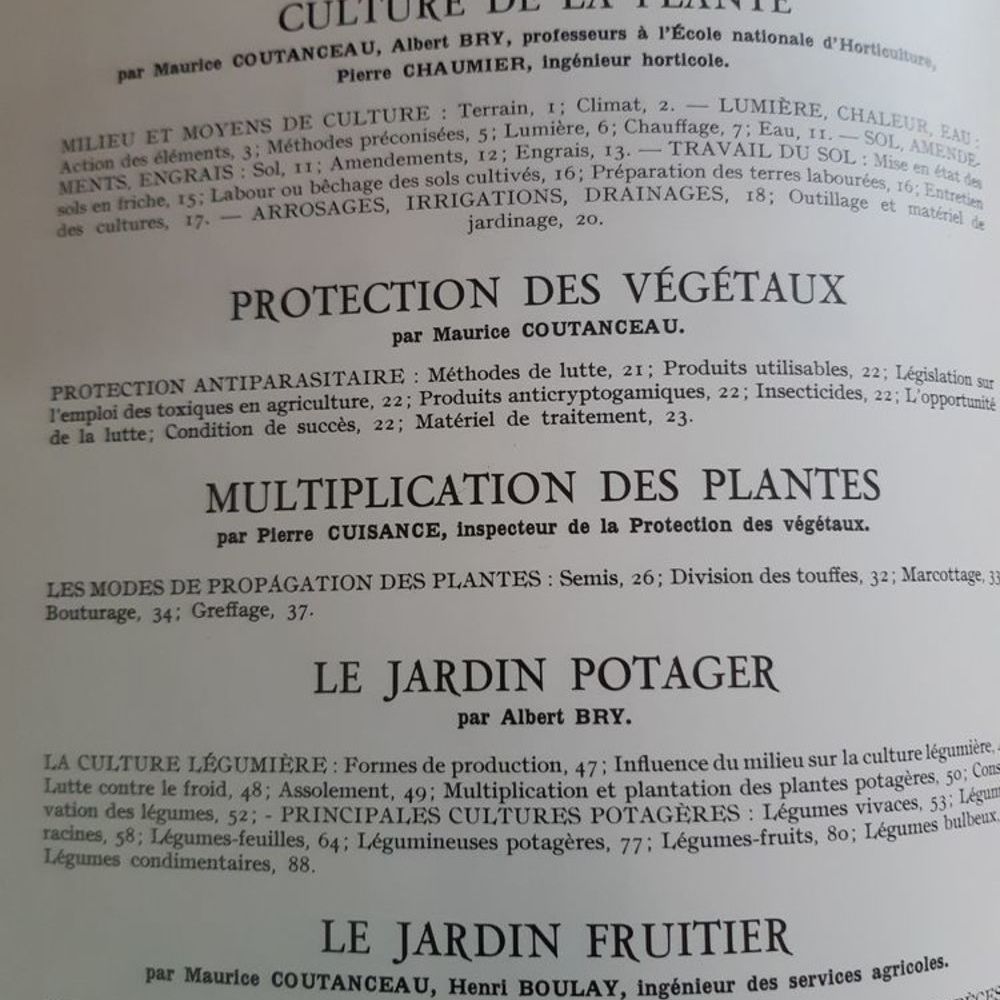 CULTURE DE LA PLANTE
par Maurice COUTANCEAU, Albert BRY, professeurs à l'École nationale d'Horticulture,
Pierre CHAUMIER, ingénieur horticole.
MILIEU ET MOYENS DE CULTURE : Terrain, 1; Climat, 2. — LUMIÈRE, CHALEUR, EAU :
Action des éléments, 3; Méthodes préconisées, 5; Lumière, 6; Chauffage, 7; Eau, 11. — SOL, AMENDE-
MENTS, ENGRAIS : Sol, 11; Amendements, 12; Engrais, 13. — TRAVAIL DU SOL : Mise en état des
sols en friche, 15; Labour ou bêchage des sols cultivés, 16; Préparation des terres labourées, 16; Entretien
des cultures, 17. — ARROSAGES, IRRIGATIONS, DRAINAGES, 18; Outillage et matériel de
jardinage, 20.
PROTECTION DES VÉGÉTAUX
par Maurice COUTANCEAU.
PROTECTION ANTIPARASITAIRE : Méthodes de lutte, 21; Produits utilisables, 22; Législation sur
l'emploi des toxiques en agriculture, 22; Produits anticryptogamiques, 22; Insecticides, 22; L'opportunité
de la lutte; Condition de succès, 22; Matériel de traitement, 23.
MULTIPLICATION DES PLANTES
par Pierre CUISANCE, inspecteur de la Protection des végétaux.
LES MODES DE PROPAGATION DES PLANTES : Semis, 26; Division des touffes, 32; Marcottage, 33
Bouturage, 34; Greffage, 37.
LE JARDIN POTAGER
par Albert BRY.
LA CULTURE LÉGUMIÈRE : Formes de production, 47; Influence du milieu sur la culture légumière,
Lutte contre le froid, 48; Assolement, 49; Multiplication et plantation des plantes potagères, 50; Cons
vation des légumes, 52; - PRINCIPALES CULTURES POTAGÈRES : Légumes vivaces, 53; Légum
racines, 58; Légumes-feuilles, 64; Légumineuses potagères, 77; Légumes-fruits, 80; Légumes bulbeux,
Légumes condimentaires, 88.
LE JARDIN FRUITIER
par Maurice COUTANCEAU, Henri BOULAY, ingénieur des services agricoles.